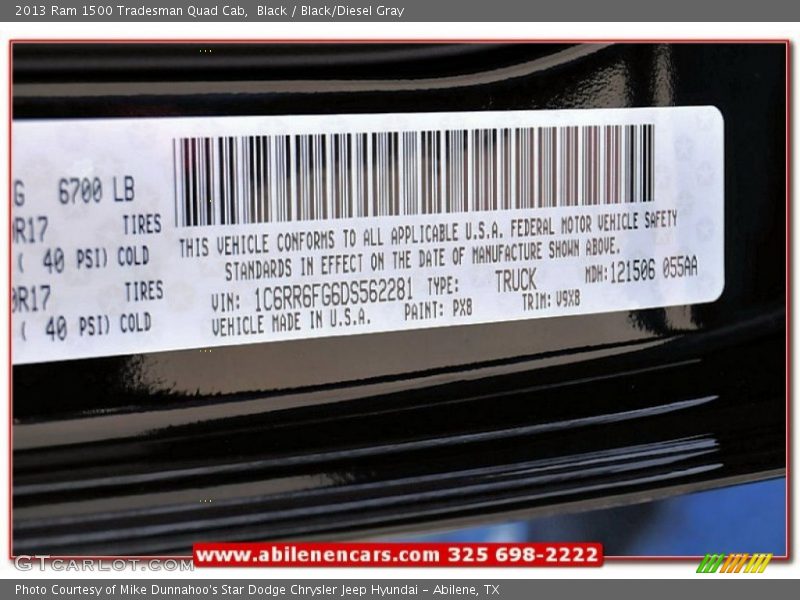 2013 Ram 1500 Tradesman Quad Cab,  Black / Black/Diesel Gray
G 6700 LB
R17 TIRES
( 40 PSI) COLD
0R17 TIRES
( 40 PSI) COLD
THIS VEHICLE CONFORMS TO ALL APPLICABLE U.S.A. FEDERAL MOTOR VEHICLE SAFETY
STANDARDS IN EFFECT ON THE DATE OF MANUFACTURE SHOWN ABOVE.
VIN: 1C6RR6FG6DS562281 TYPE: TRUCK MDH:121506 055AA
VEHICLE MADE IN U.S.A. PAINT: PX8 TRIM: V9X8
www.abilenencars.com 325 698-2222
GTCARLOT.COM
Photo Courtesy of Mike Dunnahoo's Star Dodge Chrysler Jeep Hyundai - Abilene, TX